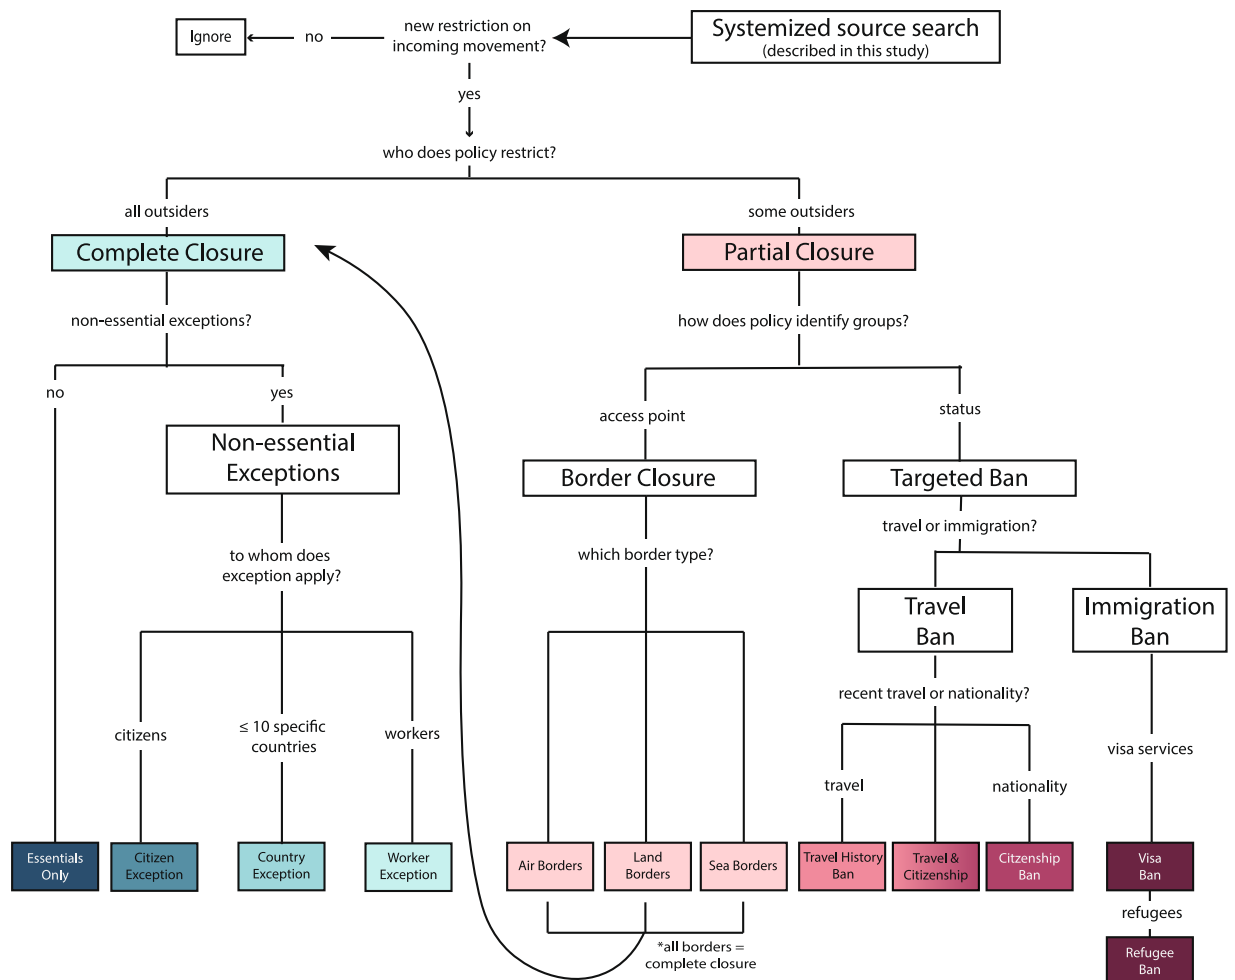 Systemized source search
(described in this study)
new restriction on
incoming movement?
no
Ignore
yes
who does policy restrict?
all outsiders
some outsiders
Complete Closure
Partial Closure
non-essential exceptions?
how does policy identify groups?
no
yes
access point
status
Non-essential
Exceptions
Border Closure
Targeted Ban
travel or immigration?
to whom does
exception apply?
which border type?
Travel
Ban
Immigration
Ban
recent travel or nationality?
citizens
≤ 10 specific
countries
workers
travel
nationality
visa services
Essentials
Only
Citizen
Exception
Country
Exception
Worker
Exception
Air Borders
Land
Borders
Sea Borders
Travel History
Ban
Travel &
Citizenship
Citzenship
Ban
Visa
Ban
refugees
*all borders =
complete closure
Refugee
Ban